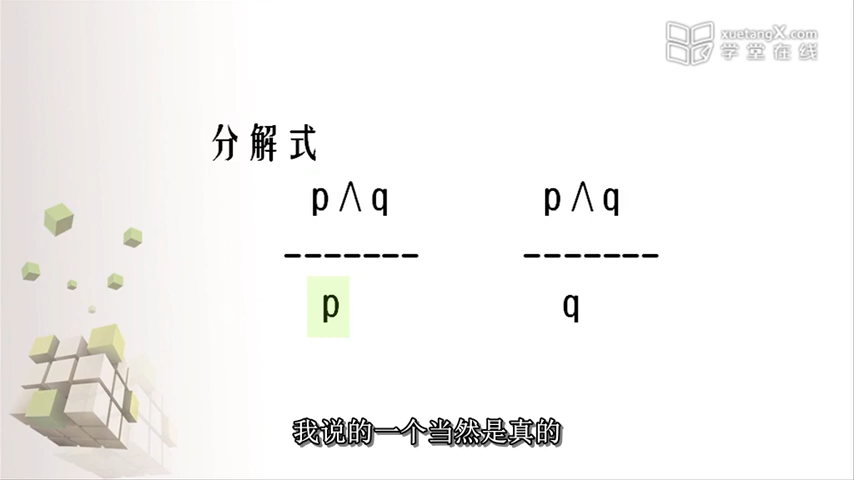 xuetangX.com
学堂在线
分解式
p∧q p∧q
------- -------
p q
我说的一个当然是真的